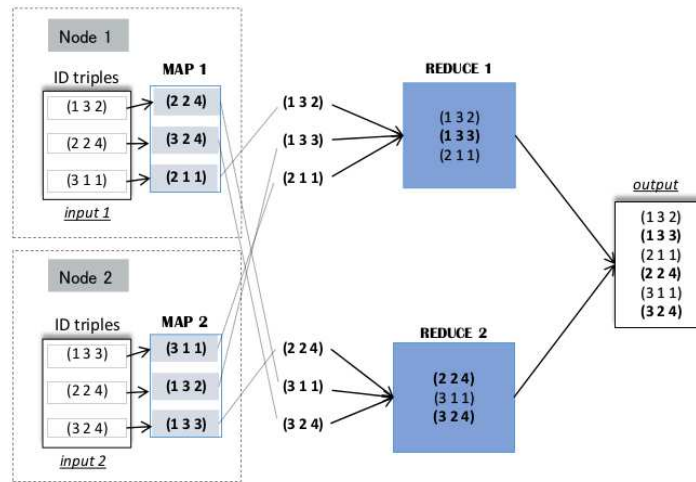 Node 1
ID triples
(1 3 2)
(2 2 4)
(3 1 1)
input 1
MAP 1
(2 2 4)
(3 2 4)
(2 1 1)
Node 2
ID triples
(1 3 3)
(2 2 4)
(3 2 4)
input 2
MAP 2
(3 1 1)
(1 3 2)
(1 3 3)
(1 3 2)
(1 3 3)
(2 1 1)
(2 2 4)
(3 1 1)
(3 2 4)
REDUCE 1
(1 3 2)
(1 3 3)
(2 1 1)
REDUCE 2
(2 2 4)
(3 1 1)
(3 2 4)
output
(1 3 2)
(1 3 3)
(2 1 1)
(2 2 4)
(3 1 1)
(3 2 4)